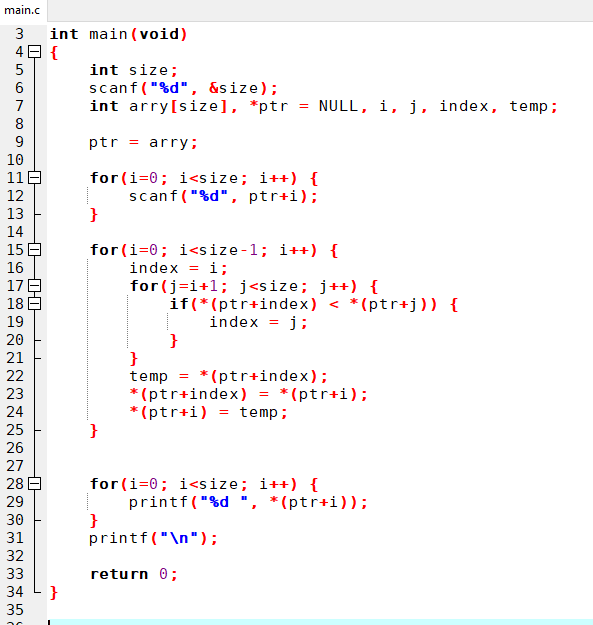 main.c
3 int main(void)
4 {
5 int size;
6 scanf("%d", &size);
7 int arry[size], *ptr = NULL, i, j, index, temp;
8
9 ptr = arry;
10
11 for(i=0; i<size; i++) {
12 scanf("%d", ptr+i);
13 }
14
15 for(i=0; i<size-1; i++) {
16 index = i;
17 for(j=i+1; j<size; j++) {
18 if(*(ptr+index) < *(ptr+j)) {
19 index = j;
20 }
21 }
22 temp = *(ptr+index);
23 *(ptr+index) = *(ptr+i);
24 *(ptr+i) = temp;
25 }
26
27
28 for(i=0; i<size; i++) {
29 printf("%d ", *(ptr+i));
30 }
31 printf("\n");
32
33 return 0;
34 }
35